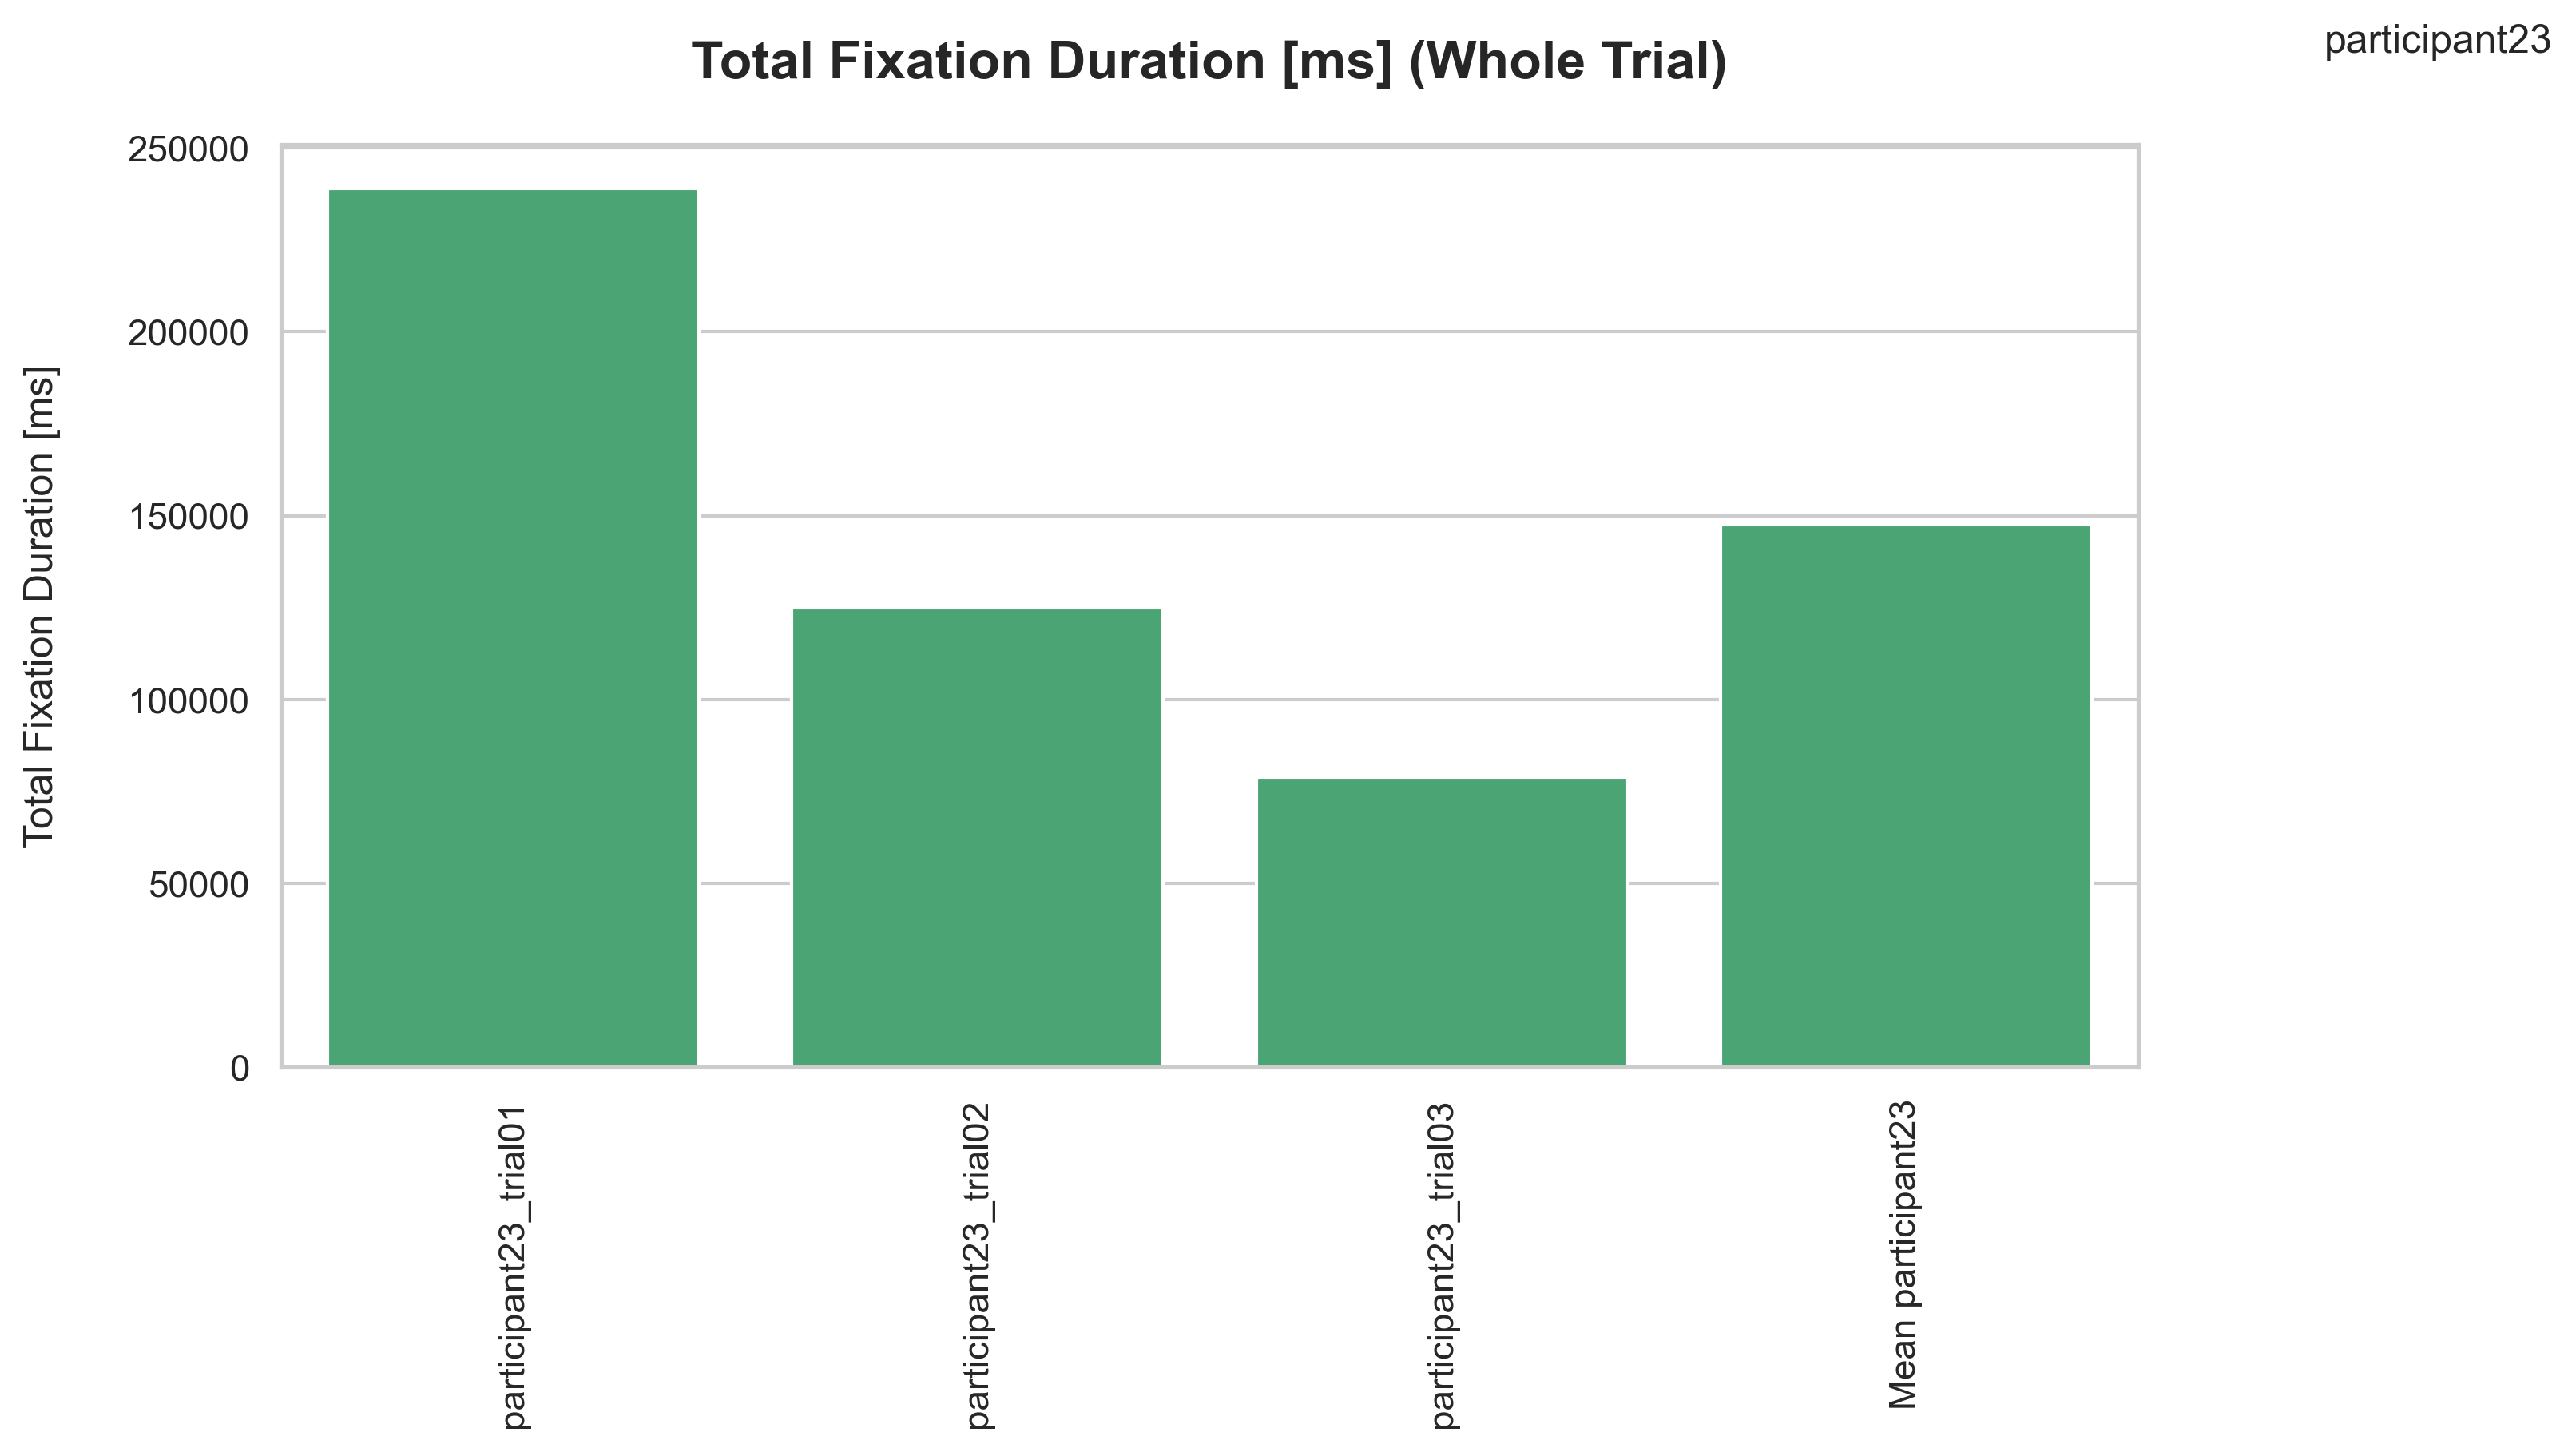 participant23
Total Fixation Duration [ms] (Whole Trial)
Total Fixation Duration [ms]
250000
200000
150000
100000
50000
0
participant23_trial01
participant23_trial02
participant23_trial03
Mean participant23